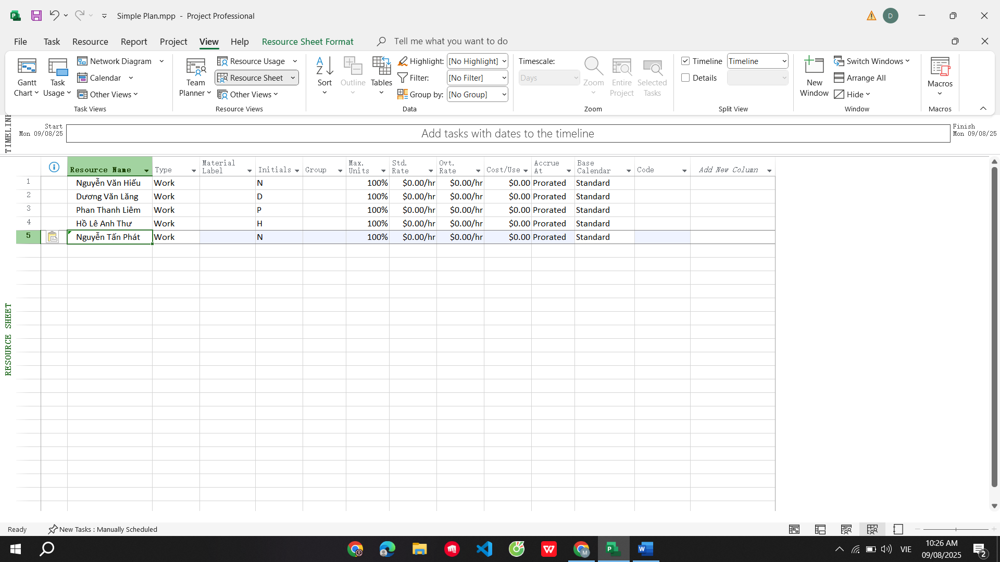 Simple Plan.mpp - Project Professional
D
File Task Resource Report Project View Help Resource Sheet Format Tell me what you want to do
Gantt Chart
Task Usage
Network Diagram
Calendar
Other Views
Task Views
Team Planner
Resource Usage
Resource Sheet
Other Views
Resource Views
Sort
Outline
Tables
Highlight: [No Highlight]
Filter: [No Filter]
Group by: [No Group]
Data
Timescale:
Days
Zoom
Entire Project
Selected Tasks
Zoom
Timeline Timeline
Details
Split View
New Window
Switch Windows
Arrange All
Hide
Window
Macros
Macros
TIMELINE
Start
Mon 09/08/25
Add tasks with dates to the timeline
Finish
Mon 09/08/25
RESOURCE SHEET
Resource Name Type Material Label Initials Group Max. Units Std. Rate Ovt. Rate Cost/Use Accrue At Base Calendar Code Add New Column
1 Nguyễn Văn Hiếu Work N 100% $0.00/hr $0.00/hr $0.00 Prorated Standard
2 Dương Văn Lăng Work D 100% $0.00/hr $0.00/hr $0.00 Prorated Standard
3 Phan Thanh Liêm Work P 100% $0.00/hr $0.00/hr $0.00 Prorated Standard
4 Hồ Lê Anh Thư Work H 100% $0.00/hr $0.00/hr $0.00 Prorated Standard
5 Nguyễn Tấn Phát Work N 100% $0.00/hr $0.00/hr $0.00 Prorated Standard
Ready New Tasks : Manually Scheduled
VIE
10:26 AM
09/08/2025
2